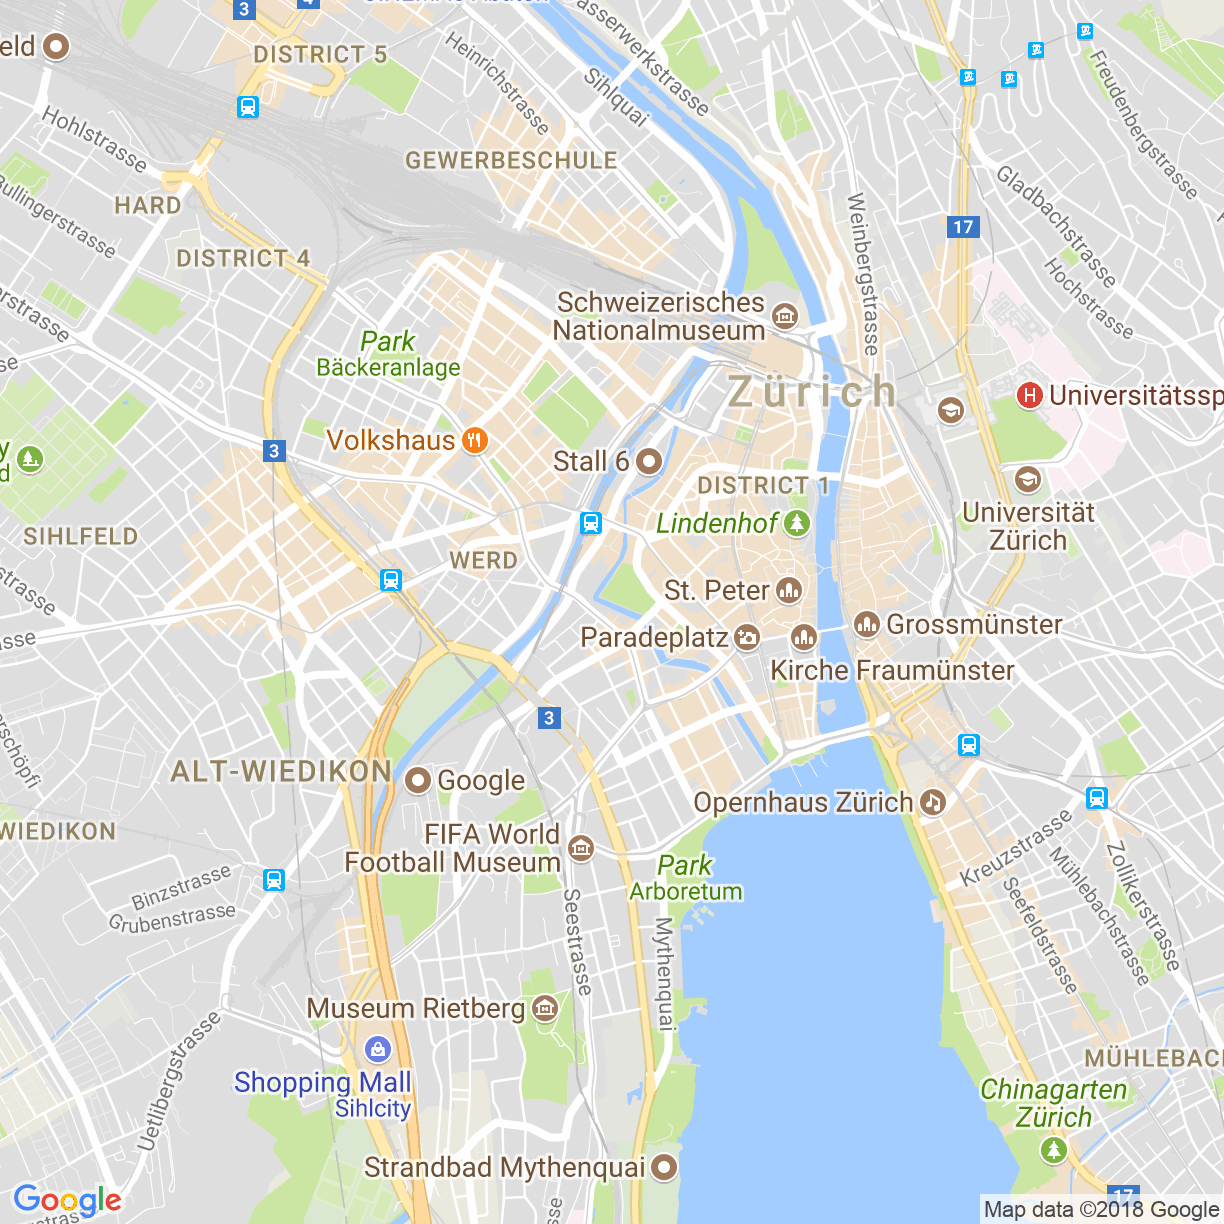 3
4
eld
DISTRICT 5
Heinrichstrasse
Sihlquai
Wasserwerkstrasse
Freudenbergstrasse
Hohlstrasse
GEWERBESCHULE
Gladbachstrasse
Bullingerstrasse
HARD
Weinbergstrasse
17
DISTRICT 4
Hochstrasse
Schweizerisches
Nationalmuseum
Park
Bäckeranlage
Zürich
H
Universitätssp
Volkshaus
3
Stall 6
DISTRICT 1
Lindenhof
Universität
Zürich
SIHLFELD
WERD
St. Peter
Paradeplatz
Grossmünster
Kirche Fraumünster
3
ALT-WIEDIKON
Google
Opernhaus Zürich
WIEDIKON
FIFA World
Football Museum
Park
Arboretum
Kreuzstrasse
Mühlebachstrasse
Zollikerstrasse
Seefeldstrasse
Binzstrasse
Grubenstrasse
Seestrasse
Mythenquai
Museum Rietberg
Uetlibergstrasse
Shopping Mall
Sihlcity
MÜHLEBACH
Chinagarten
Zürich
Strandbad Mythenquai
17
Google
Map data ©2018 Google